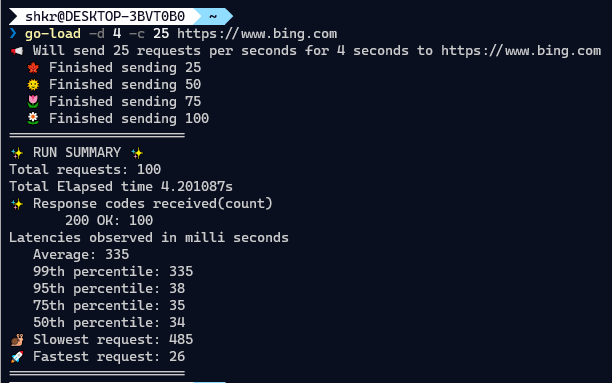 shkr@DESKTOP-3BVT0B0 ~
❯ go-load -d 4 -c 25 https://www.bing.com
📢 Will send 25 requests per seconds for 4 seconds to https://www.bing.com
🍁 Finished sending 25
🌞 Finished sending 50
🌷 Finished sending 75
🌼 Finished sending 100
══════════════════════
✨ RUN SUMMARY ✨
Total requests: 100
Total Elapsed time 4.201087s
✨ Response codes received(count)
200 OK: 100
Latencies observed in milli seconds
Average: 335
99th percentile: 335
95th percentile: 38
75th percentile: 35
50th percentile: 34
🐌 Slowest request: 485
🚀 Fastest request: 26
══════════════════════